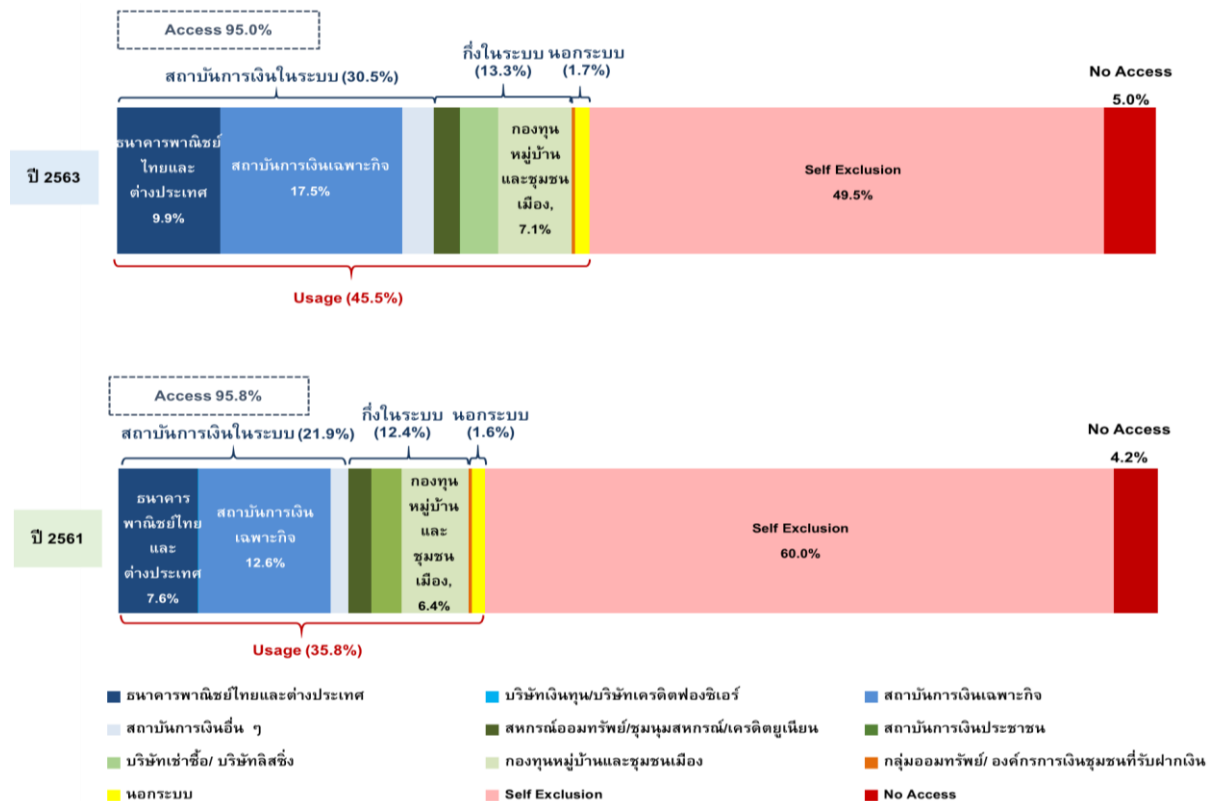 Access 95.0%
สถาบันการเงินในระบบ (30.5%)
กึ่งในระบบ
(13.3%)
นอกระบบ
(1.7%)
No Access
5.0%
ปี 2563
ธนาคารพาณิชย์
ไทยและ
ต่างประเทศ
9.9%
สถาบันการเงินเฉพาะกิจ
17.5%
กองทุน
หมู่บ้าน
และชุมชน
เมือง,
7.1%
Self Exclusion
49.5%
Usage (45.5%)
Access 95.8%
สถาบันการเงินในระบบ (21.9%)
กึ่งในระบบ
(12.4%)
นอกระบบ
(1.6%)
No Access
4.2%
ปี 2561
ธนาคาร
พาณิชย์ไทย
และ
ต่างประเทศ
7.6%
สถาบันการเงิน
เฉพาะกิจ
12.6%
กองทุน
หมู่บ้าน
และ
ชุมชน
เมือง,
6.4%
Self Exclusion
60.0%
Usage (35.8%)
ธนาคารพาณิชย์ไทยและต่างประเทศ
บริษัทเงินทุน/บริษัทเครดิตฟองซิเอร์
สถาบันการเงินเฉพาะกิจ
สถาบันการเงินอื่น ๆ
สหกรณ์ออมทรัพย์/ชุมนุมสหกรณ์/เครดิตยูเนียน
สถาบันการเงินประชาชน
บริษัทเช่าซื้อ/ บริษัทลิสซิ่ง
กองทุนหมู่บ้านและชุมชนเมือง
กลุ่มออมทรัพย์/ องค์กรการเงินชุมชนที่รับฝากเงิน
นอกระบบ
Self Exclusion
No Access